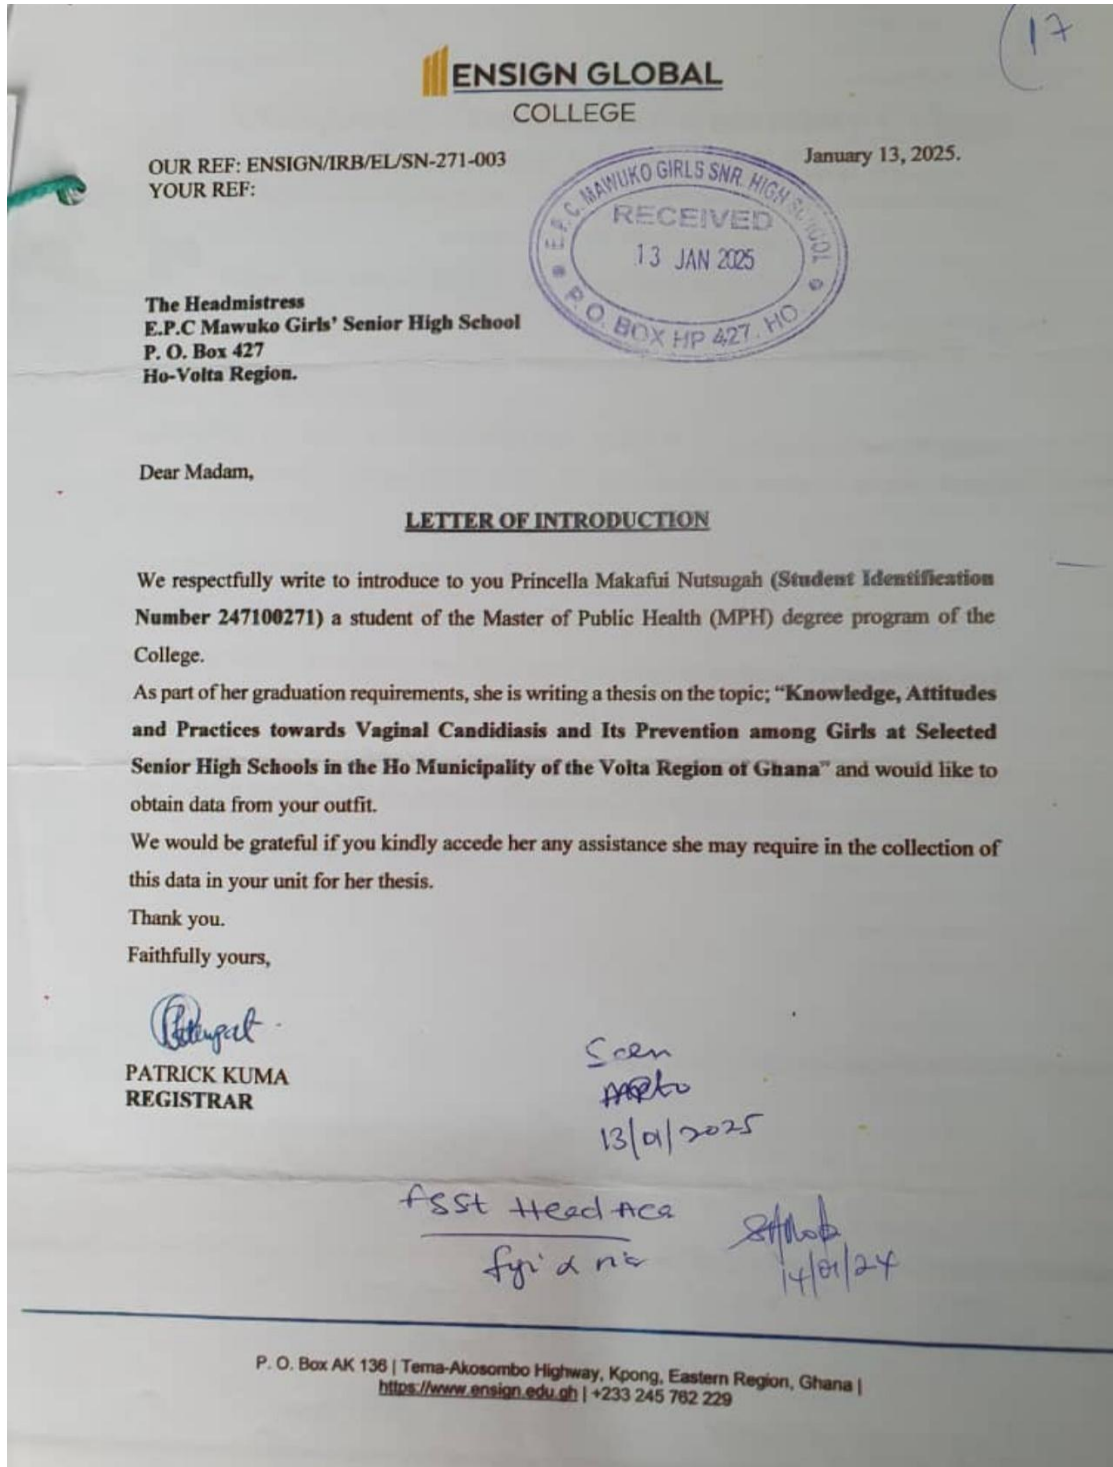 17
ENSIGN GLOBAL
COLLEGE
OUR REF: ENSIGN/IRB/EL/SN-271-003
January 13, 2025.
YOUR REF:
E.P.C. MAWUKO GIRLS SNR. HIGH SCHOOL
RECEIVED
13 JAN 2025
P.O. BOX HP 427. HO
The Headmistress
E.P.C Mawuko Girls' Senior High School
P. O. Box 427
Ho-Volta Region.
Dear Madam,
LETTER OF INTRODUCTION
We respectfully write to introduce to you Princella Makafui Nutsugah (Student Identification
Number 247100271) a student of the Master of Public Health (MPH) degree program of the
College.
As part of her graduation requirements, she is writing a thesis on the topic; "Knowledge, Attitudes
and Practices towards Vaginal Candidiasis and Its Prevention among Girls at Selected
Senior High Schools in the Ho Municipality of the Volta Region of Ghana" and would like to
obtain data from your outfit.
We would be grateful if you kindly accede her any assistance she may require in the collection of
this data in your unit for her thesis.
Thank you.
Faithfully yours,
PATRICK KUMA
REGISTRAR
Seen
13/01/2025
Asst Head Aca
fyi & n/a
14/01/24
P. O. Box AK 136 | Tema-Akosombo Highway, Kpong, Eastern Region, Ghana |
https://www.ensign.edu.gh | +233 245 762 229